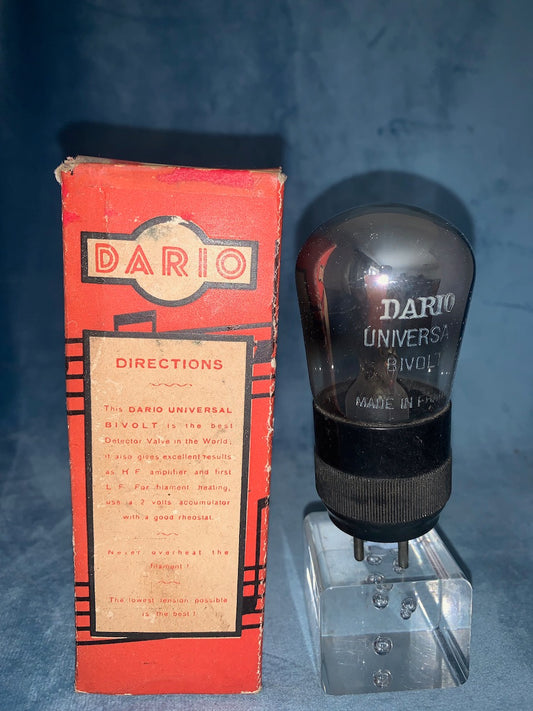 DARIO
DIRECTIONS
This DARIO UNIVERSAL
BIVOLT is the best
Detector Valve in the World;
it also gives excellent results
as H F amplifier and first
L F. For filament heating,
use a 2 volts accumulator
with a good rheostat.
Never overheat the
filament!
The lowest tension possible
is the best!
DARIO
UNIVERSA
BIVOLT
MADE IN